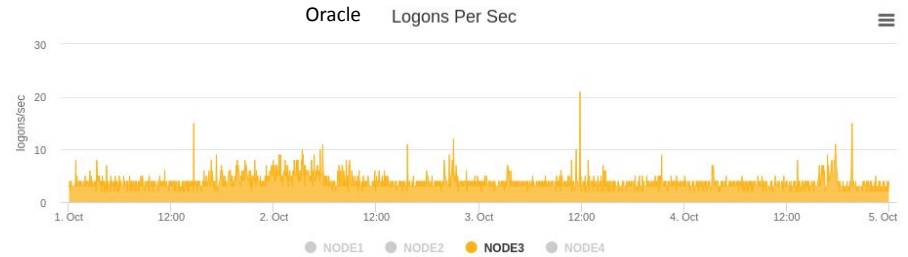 Oracle Logons Per Sec
30
20
10
0
logons/sec
1. Oct 12:00 2. Oct 12:00 3. Oct 12:00 4. Oct 12:00 5. Oct
NODE1 NODE2 NODE3 NODE4